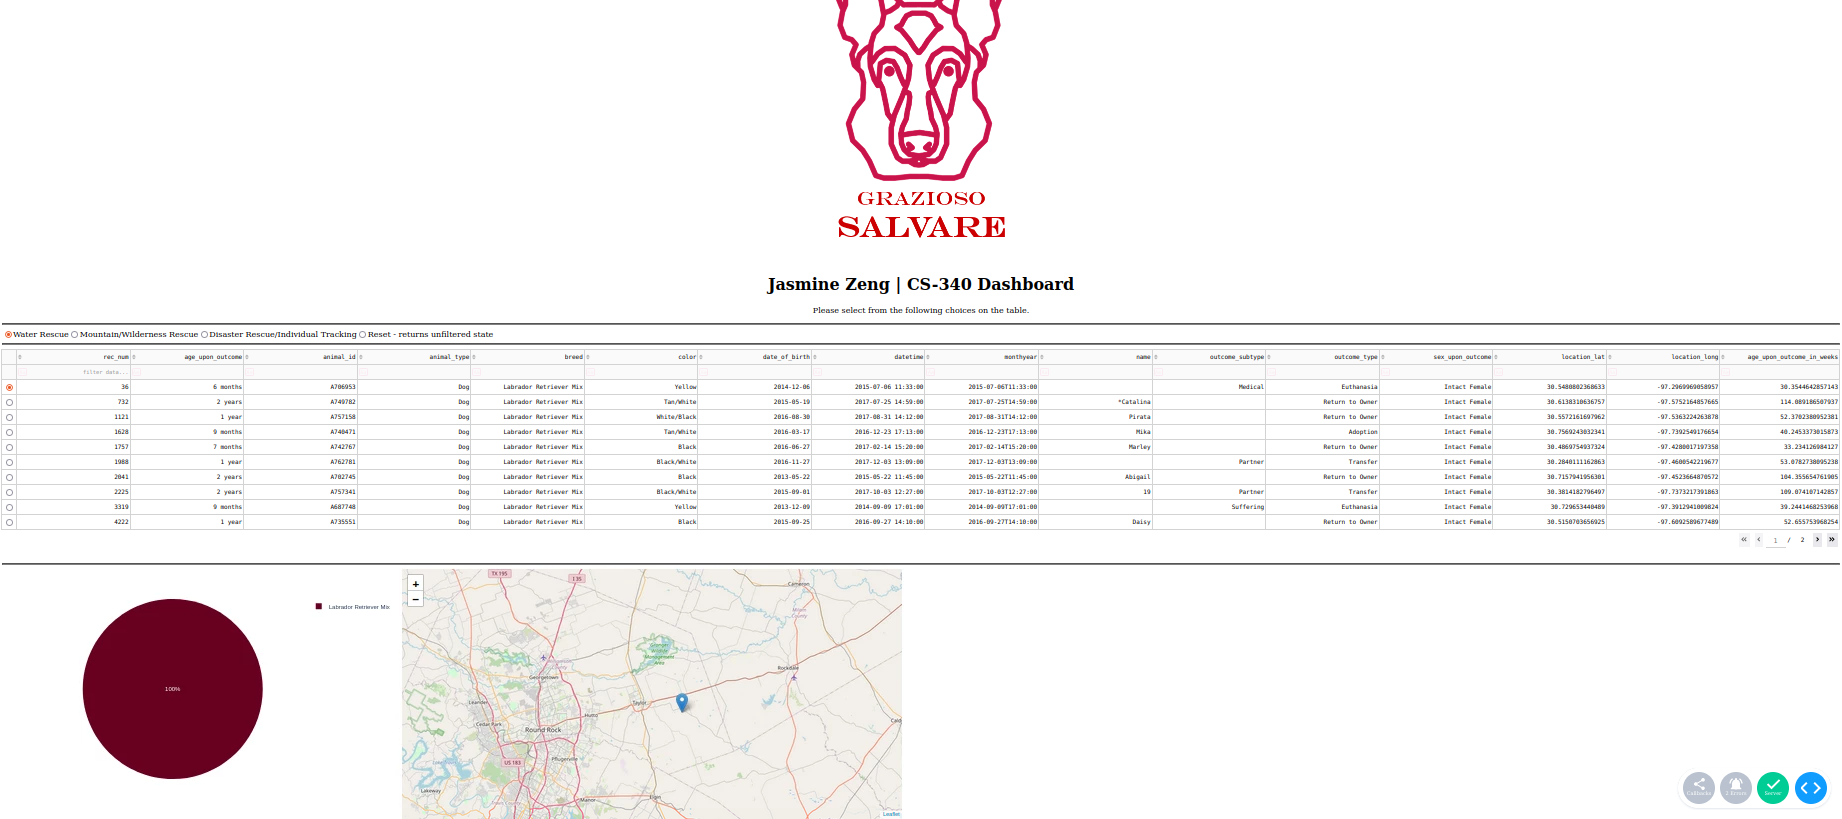 GRAZIOSO
SALVARE
Jasmine Zeng | CS-340 Dashboard
Please select from the following choices on the table.
Water Rescue Mountain/Wilderness Rescue Disaster Rescue/Individual Tracking Reset - returns unfiltered state
rec_num age_upon_outcome animal_id animal_type breed color date_of_birth datetime monthyear name outcome_subtype outcome_type sex_upon_outcome location_lat location_long age_upon_outcome_in_weeks
filter data...
36 6 months A706953 Dog Labrador Retriever Mix Yellow 2014-12-06 2015-07-06 11:33:00 2015-07-06T11:33:00 Medical Euthanasia Intact Female 30.5480802368633 -97.2969969058957 30.3544642857143
732 2 years A749782 Dog Labrador Retriever Mix Tan/White 2015-05-19 2017-07-25 14:59:00 2017-07-25T14:59:00 *Catalina Return to Owner Intact Female 30.6138310636757 -97.5752164857665 114.089186507937
1121 1 year A757158 Dog Labrador Retriever Mix White/Black 2016-08-30 2017-08-31 14:12:00 2017-08-31T14:12:00 Pirata Return to Owner Intact Female 30.5572161697962 -97.5363224263878 52.3702380952381
1628 9 months A740471 Dog Labrador Retriever Mix Tan/White 2016-03-17 2016-12-23 17:13:00 2016-12-23T17:13:00 Mika Adoption Intact Female 30.7569243032341 -97.7392549176654 40.2453373015873
1757 7 months A742767 Dog Labrador Retriever Mix Black 2016-06-27 2017-02-14 15:20:00 2017-02-14T15:20:00 Marley Return to Owner Intact Female 30.4869754937324 -97.4280017197358 33.234126984127
1988 1 year A762781 Dog Labrador Retriever Mix Black/White 2016-11-27 2017-12-03 13:09:00 2017-12-03T13:09:00 Partner Transfer Intact Female 30.2840111162863 -97.4600542219677 53.0782738095238
2041 2 years A702745 Dog Labrador Retriever Mix Black 2013-05-22 2015-05-22 11:45:00 2015-05-22T11:45:00 Abigail Return to Owner Intact Female 30.7157941956301 -97.4523664870572 104.355654761905
2225 2 years A757341 Dog Labrador Retriever Mix Black/White 2015-09-01 2017-10-03 12:27:00 2017-10-03T12:27:00 19 Partner Transfer Intact Female 30.3814182796497 -97.7373217391863 109.074107142857
3319 9 months A687748 Dog Labrador Retriever Mix Yellow 2013-12-09 2014-09-09 17:01:00 2014-09-09T17:01:00 Suffering Euthanasia Intact Female 30.729653440489 -97.3912941009824 39.2441468253968
4222 1 year A735551 Dog Labrador Retriever Mix Black 2015-09-25 2016-09-27 14:10:00 2016-09-27T14:10:00 Daisy Return to Owner Intact Female 30.5150703656925 -97.6092589677489 52.655753968254
« ‹ 1 / 2 › »
Labrador Retriever Mix
100%
+
−
TX 195
I 35
Cameron
Milam County
Granger Wildlife Management Area
Rockdale
Georgetown
Leander
Taylor
Hutto
Cedar Park
Round Rock
Pflugerville
US 183
Lakeway
Manor
Elgin
Leaflet
Callbacks
Errors
Server